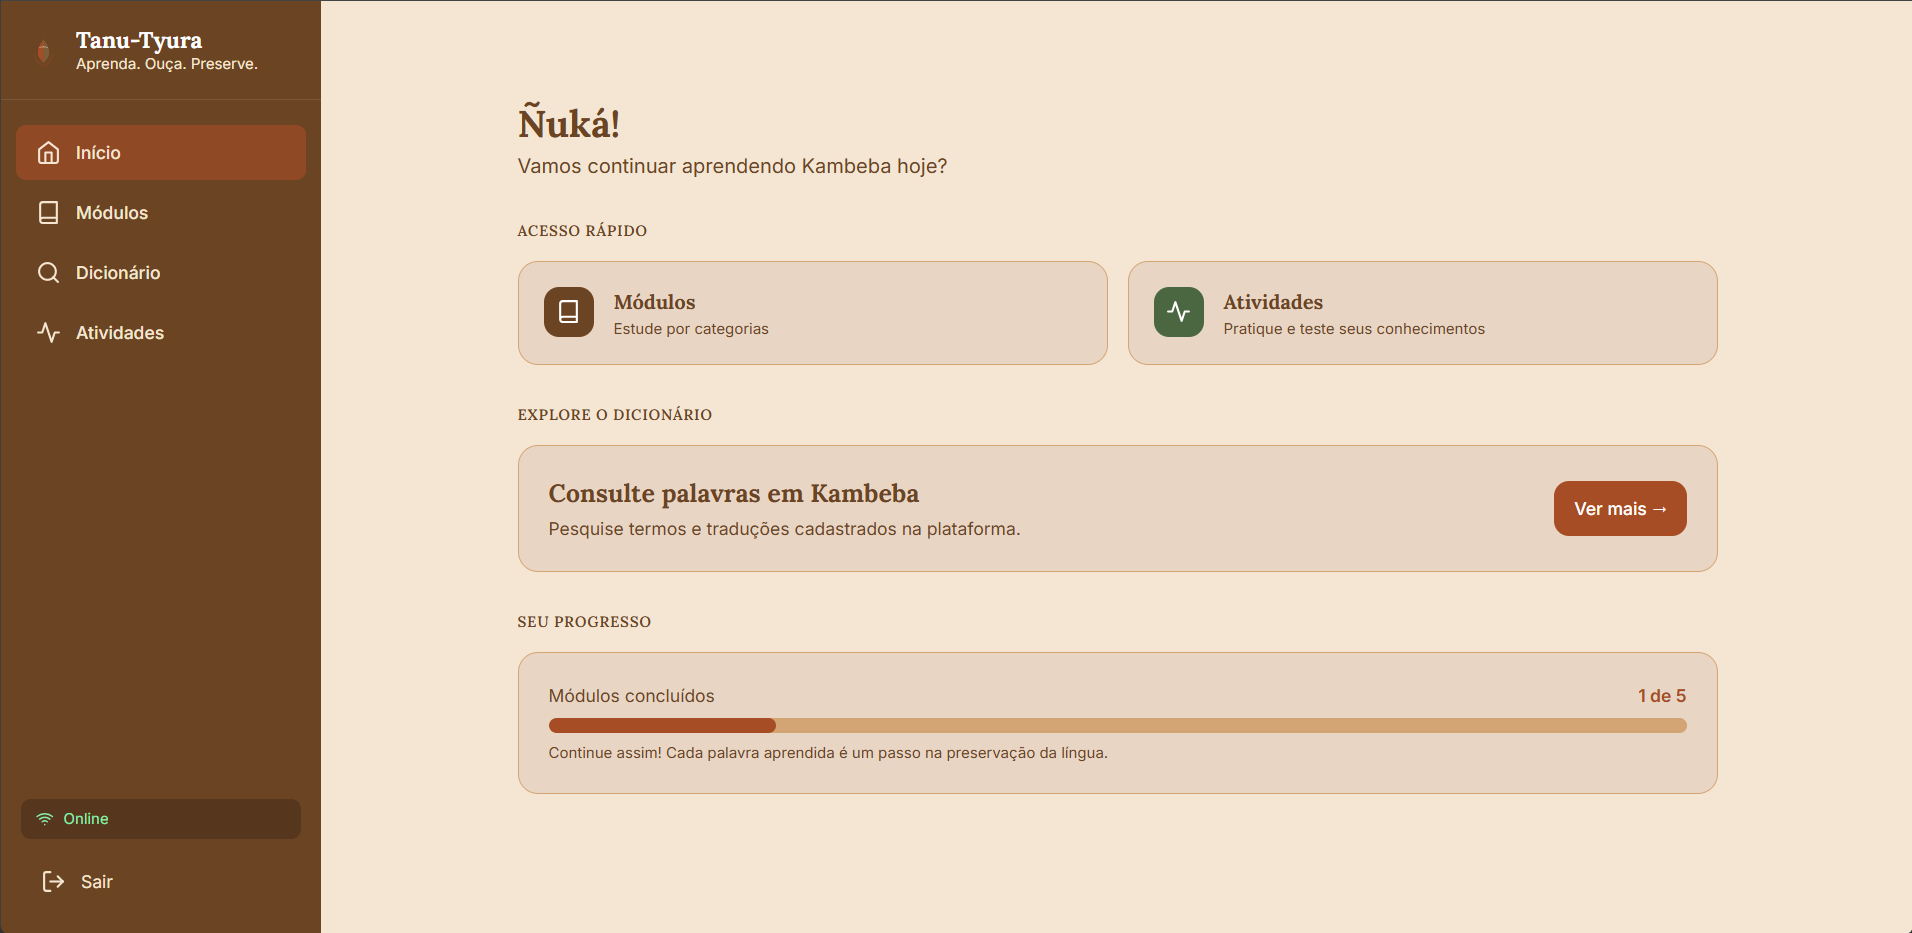 Tanu-Tyura
Aprenda. Ouça. Preserve.
Início
Módulos
Dicionário
Atividades
Online
Sair
Ñuká!
Vamos continuar aprendendo Kambeba hoje?
ACESSO RÁPIDO
Módulos
Estude por categorias
Atividades
Pratique e teste seus conhecimentos
EXPLORE O DICIONÁRIO
Consulte palavras em Kambeba
Pesquise termos e traduções cadastrados na plataforma.
Ver mais →
SEU PROGRESSO
Módulos concluídos
1 de 5
Continue assim! Cada palavra aprendida é um passo na preservação da língua.